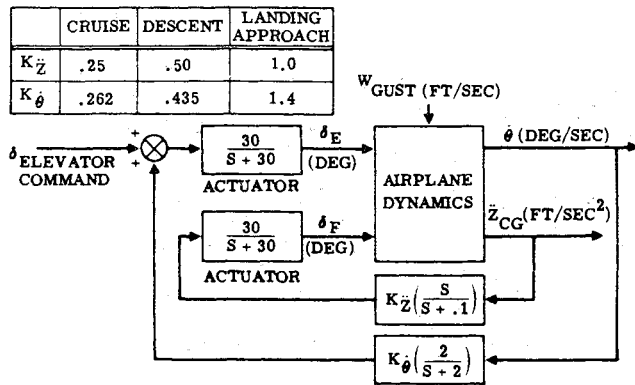 CRUISE DESCENT LANDING APPROACH
K_Z̈ .25 .50 1.0
K_θ̇ .262 .435 1.4
W_GUST (FT/SEC)
δ_ELEVATOR COMMAND
+
+
30 / (S + 30)
ACTUATOR
δ_E (DEG)
AIRPLANE DYNAMICS
θ̇ (DEG/SEC)
30 / (S + 30)
ACTUATOR
δ_F (DEG)
Z̈_CG (FT/SEC²)
K_Z̈ (S / (S + .1))
K_θ̇ (2 / (S + 2))